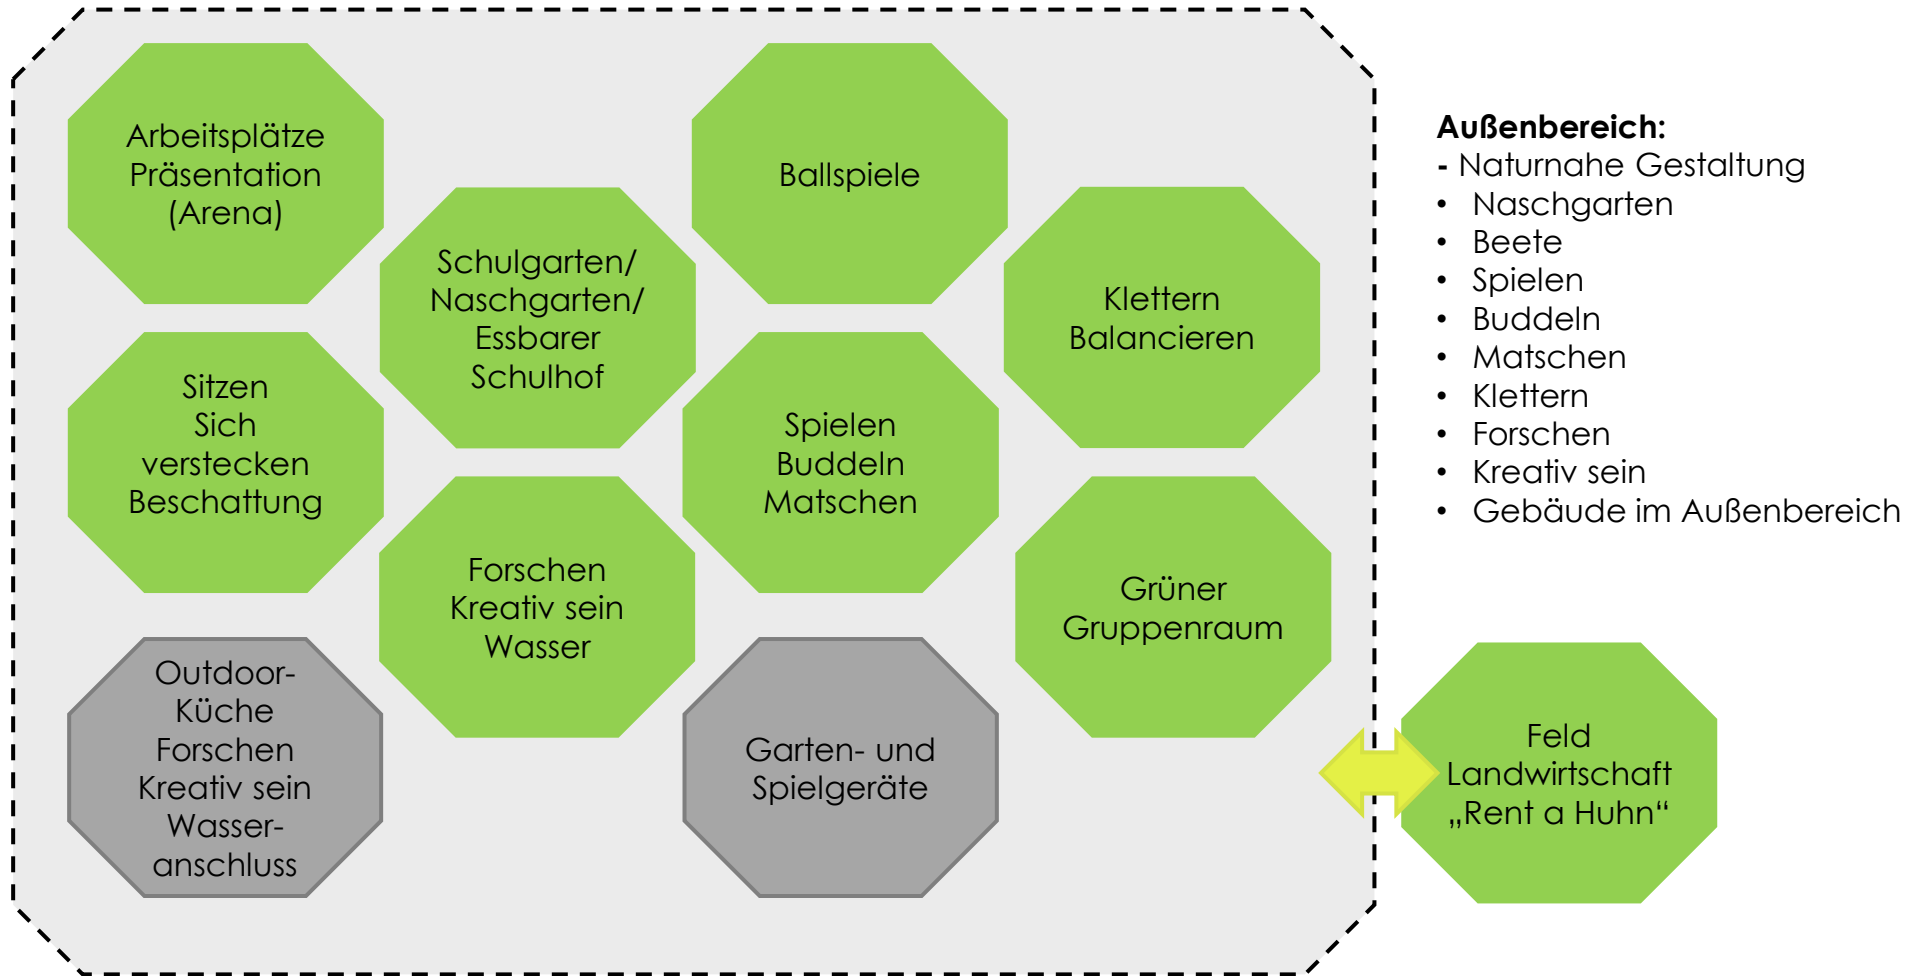 Arbeitsplätze
Präsentation
(Arena)
Ballspiele
Schulgarten/
Naschgarten/
Essbarer
Schulhof
Klettern
Balancieren
Sitzen
Sich
verstecken
Beschattung
Spielen
Buddeln
Matschen
Forschen
Kreativ sein
Wasser
Grüner
Gruppenraum
Outdoor-
Küche
Forschen
Kreativ sein
Wasser-
anschluss
Garten- und
Spielgeräte
Außenbereich:
- Naturnahe Gestaltung
• Naschgarten
• Beete
• Spielen
• Buddeln
• Matschen
• Klettern
• Forschen
• Kreativ sein
• Gebäude im Außenbereich
Feld
Landwirtschaft
„Rent a Huhn“